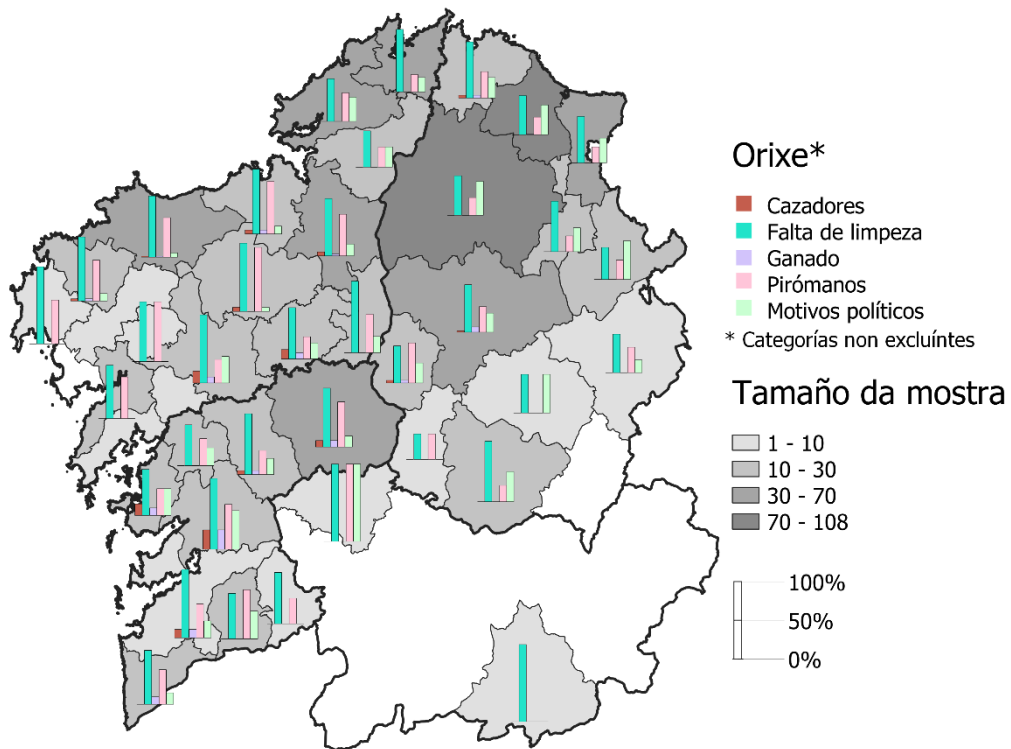 Orixe*
Cazadores
Falta de limpeza
Ganado
Pirómanos
Motivos políticos
* Categorías non excluíntes
Tamaño da mostra
1 - 10
10 - 30
30 - 70
70 - 108
100%
50%
0%